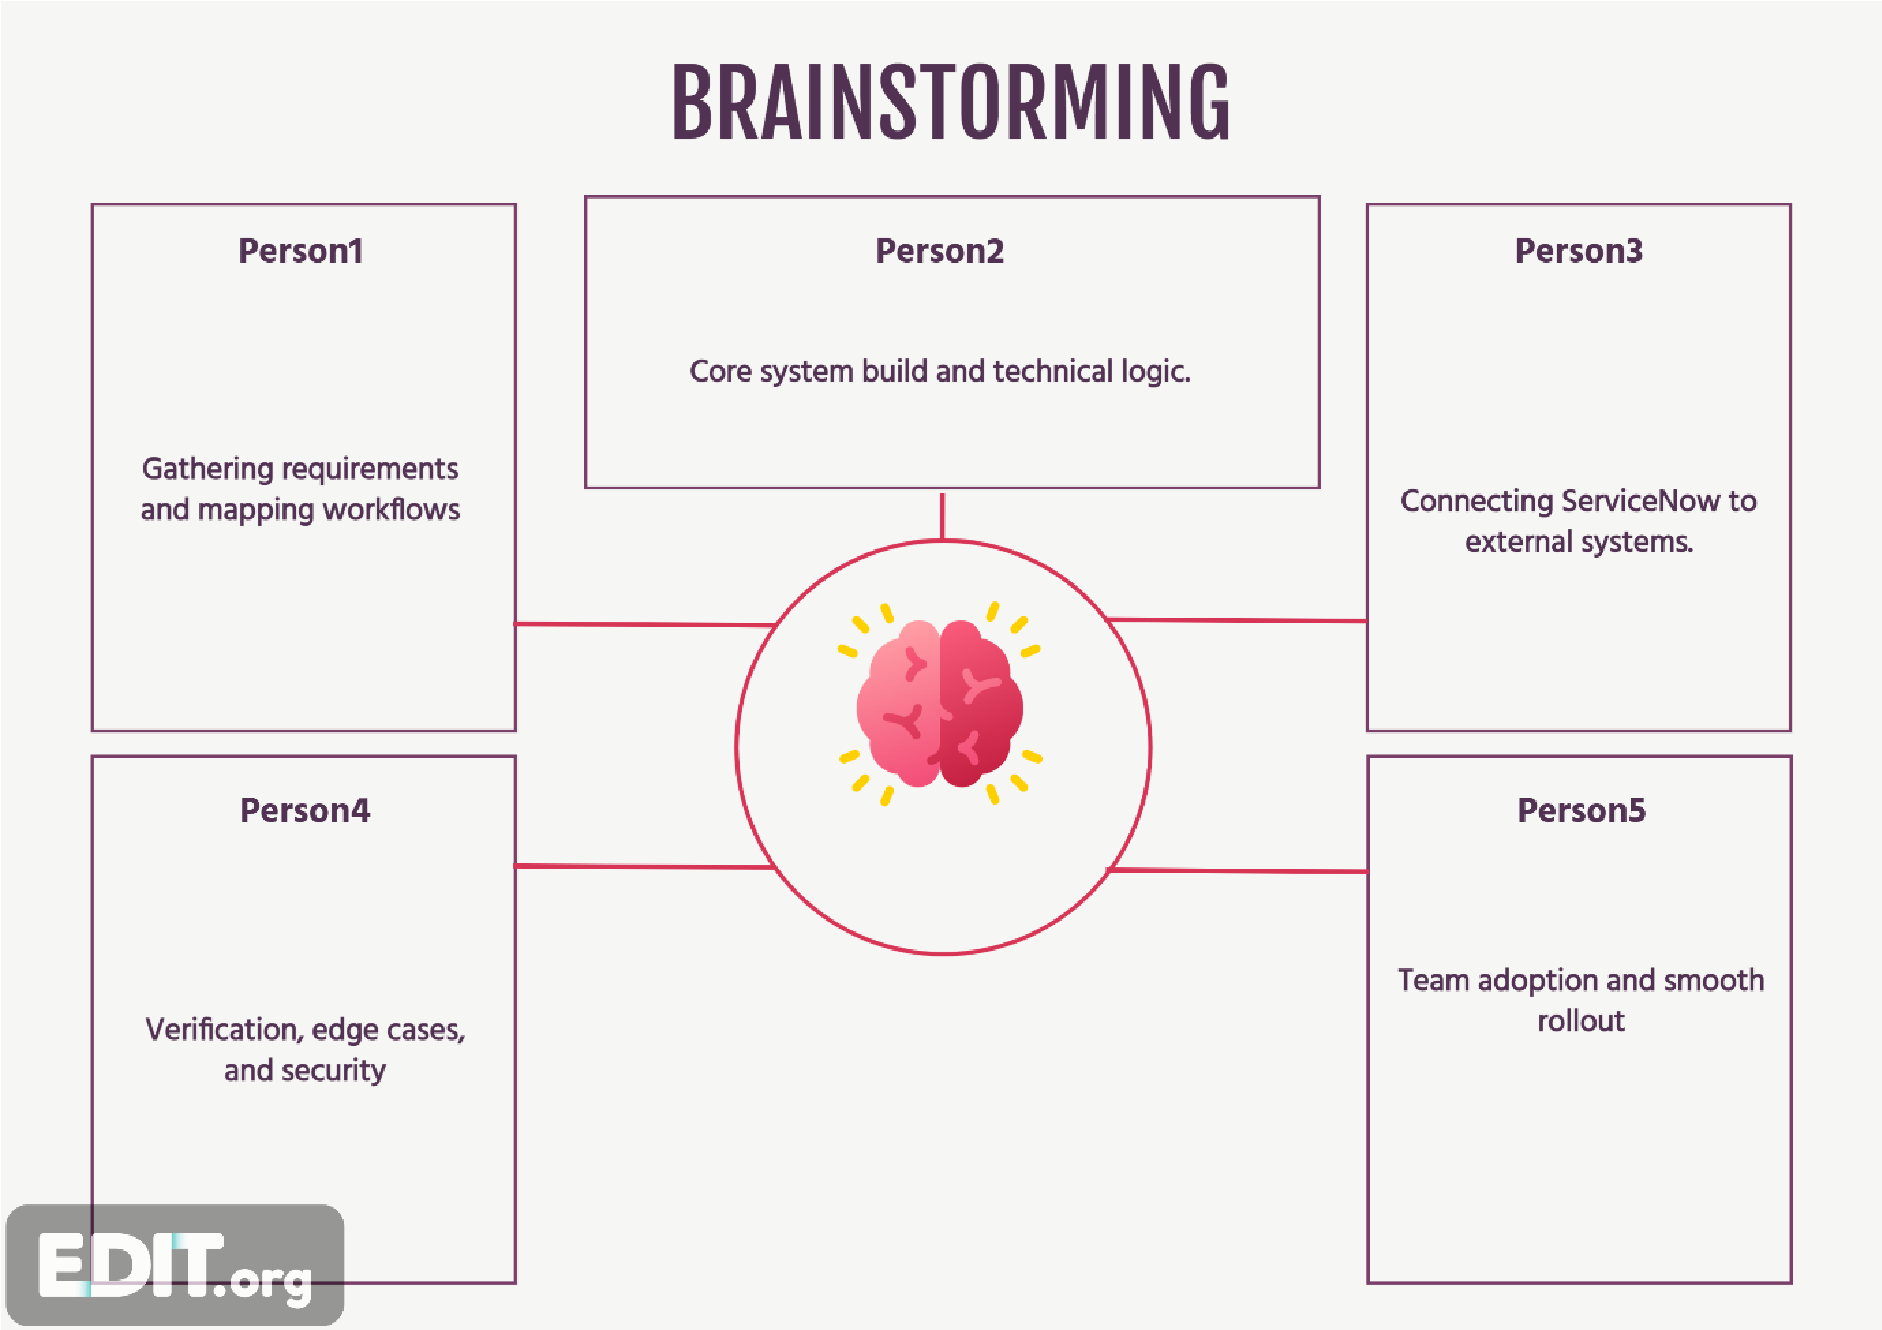 BRAINSTORMING
Person1
Gathering requirements
and mapping workflows
Person2
Core system build and technical logic.
Person3
Connecting ServiceNow to
external systems.
Person4
Verification, edge cases,
and security
Person5
Team adoption and smooth
rollout
EDIT.org